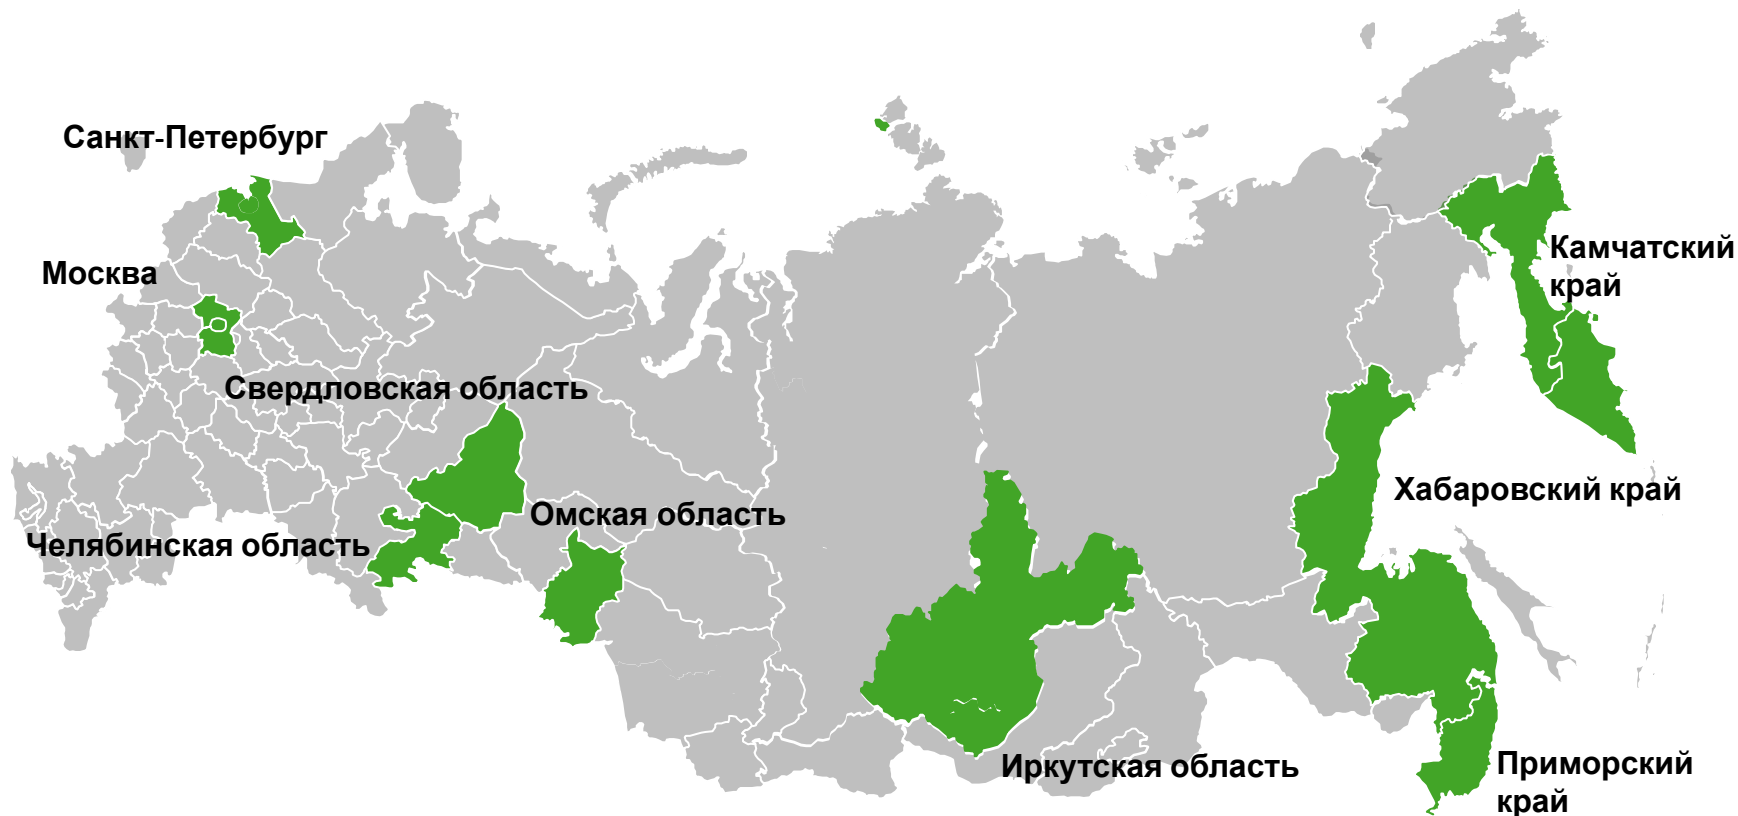 Санкт-Петербург
Москва
Камчатский
край
Свердловская область
Хабаровский край
Омская область
Челябинская область
Иркутская область
Приморский
край